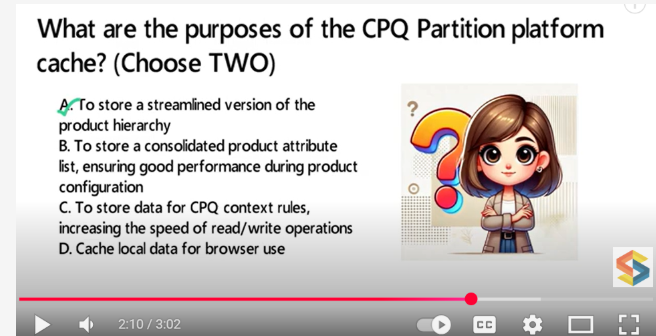 What are the purposes of the CPQ Partition platform
cache? (Choose TWO)
A. To store a streamlined version of the
product hierarchy
B. To store a consolidated product attribute
list, ensuring good performance during product
configuration
C. To store data for CPQ context rules,
increasing the speed of read/write operations
D. Cache local data for browser use
2:10 / 3:02
CC